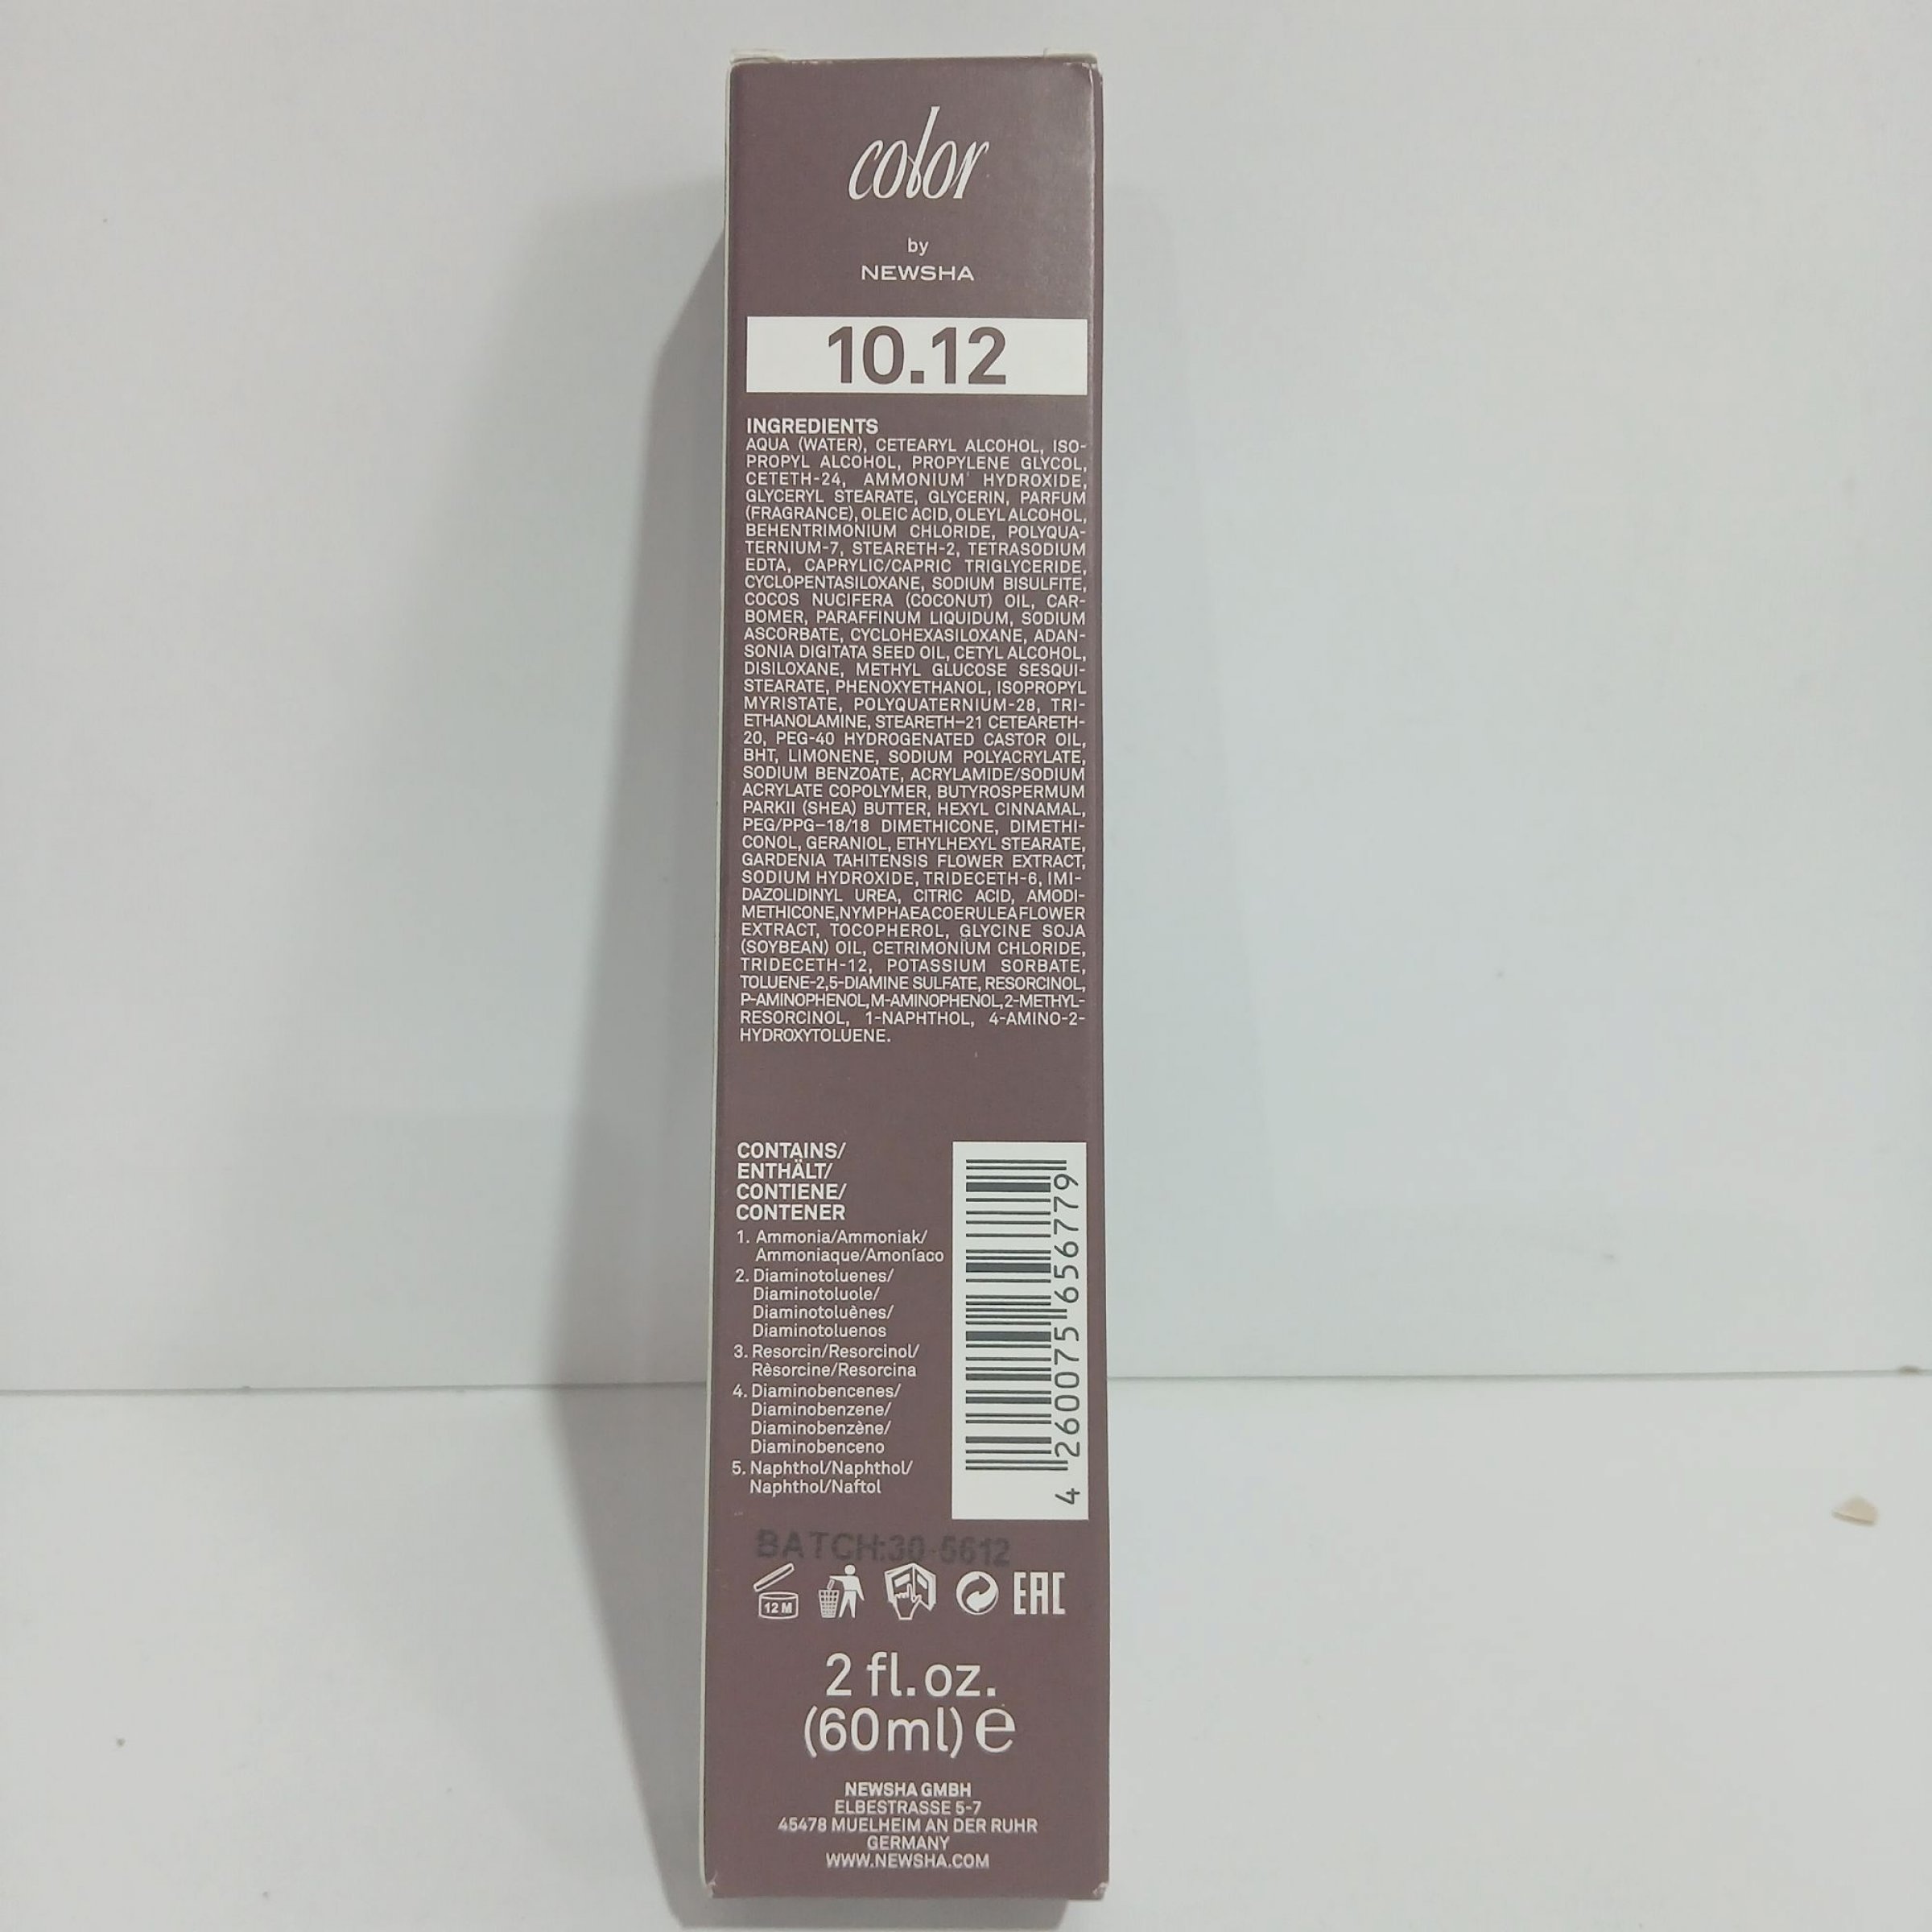 color
by
NEWSHA
10.12
INGREDIENTS
AQUA (WATER), CETEARYL ALCOHOL, ISO-
PROPYL ALCOHOL, PROPYLENE GLYCOL,
CETETH-24, AMMONIUM HYDROXIDE,
GLYCERYL STEARATE, GLYCERIN, PARFUM
(FRAGRANCE), OLEIC ACID, OLEYL ALCOHOL,
BEHENTRIMONIUM CHLORIDE, POLYQUA-
TERNIUM-7, STEARETH-2, TETRASODIUM
EDTA, CAPRYLIC/CAPRIC TRIGLYCERIDE,
CYCLOPENTASILOXANE, SODIUM BISULFITE,
COCOS NUCIFERA (COCONUT) OIL, CAR-
BOMER, PARAFFINUM LIQUIDUM, SODIUM
ASCORBATE, CYCLOHEXASILOXANE, ADAN-
SONIA DIGITATA SEED OIL, CETYL ALCOHOL,
DISILOXANE, METHYL GLUCOSE SESQUI-
STEARATE, PHENOXYETHANOL, ISOPROPYL
MYRISTATE, POLYQUATERNIUM-28, TRI-
ETHANOLAMINE, STEARETH–21 CETEARETH-
20, PEG-40 HYDROGENATED CASTOR OIL,
BHT, LIMONENE, SODIUM POLYACRYLATE,
SODIUM BENZOATE, ACRYLAMIDE/SODIUM
ACRYLATE COPOLYMER, BUTYROSPERMUM
PARKII (SHEA) BUTTER, HEXYL CINNAMAL,
PEG/PPG–18/18 DIMETHICONE, DIMETHI-
CONOL, GERANIOL, ETHYLHEXYL STEARATE,
GARDENIA TAHITENSIS FLOWER EXTRACT,
SODIUM HYDROXIDE, TRIDECETH-6, IMI-
DAZOLIDINYL UREA, CITRIC ACID, AMODI-
METHICONE,NYMPHAEA COERULEA FLOWER
EXTRACT, TOCOPHEROL, GLYCINE SOJA
(SOYBEAN) OIL, CETRIMONIUM CHLORIDE,
TRIDECETH-12, POTASSIUM SORBATE,
TOLUENE-2,5-DIAMINE SULFATE, RESORCINOL,
P-AMINOPHENOL, M-AMINOPHENOL, 2-METHYL-
RESORCINOL, 1-NAPHTHOL, 4-AMINO-2-
HYDROXYTOLUENE.
CONTAINS/
ENTHÄLT/
CONTIENE/
CONTENER
1. Ammonia/Ammoniak/
Ammoniaque/Amoníaco
2. Diaminotoluenes/
Diaminotoluole/
Diaminotoluènes/
Diaminotoluenos
3. Resorcin/Resorcinol/
Rèsorcine/Resorcina
4. Diaminobencenes/
Diaminobenzene/
Diaminobenzène/
Diaminobenceno
5. Naphthol/Naphthol/
Naphthol/Naftol
4 260075 656779
BATCH:30-5612
12 M
EAC
2 fl.oz.
(60ml) e
NEWSHA GMBH
ELBESTRASSE 5-7
45478 MUELHEIM AN DER RUHR
GERMANY
WWW.NEWSHA.COM